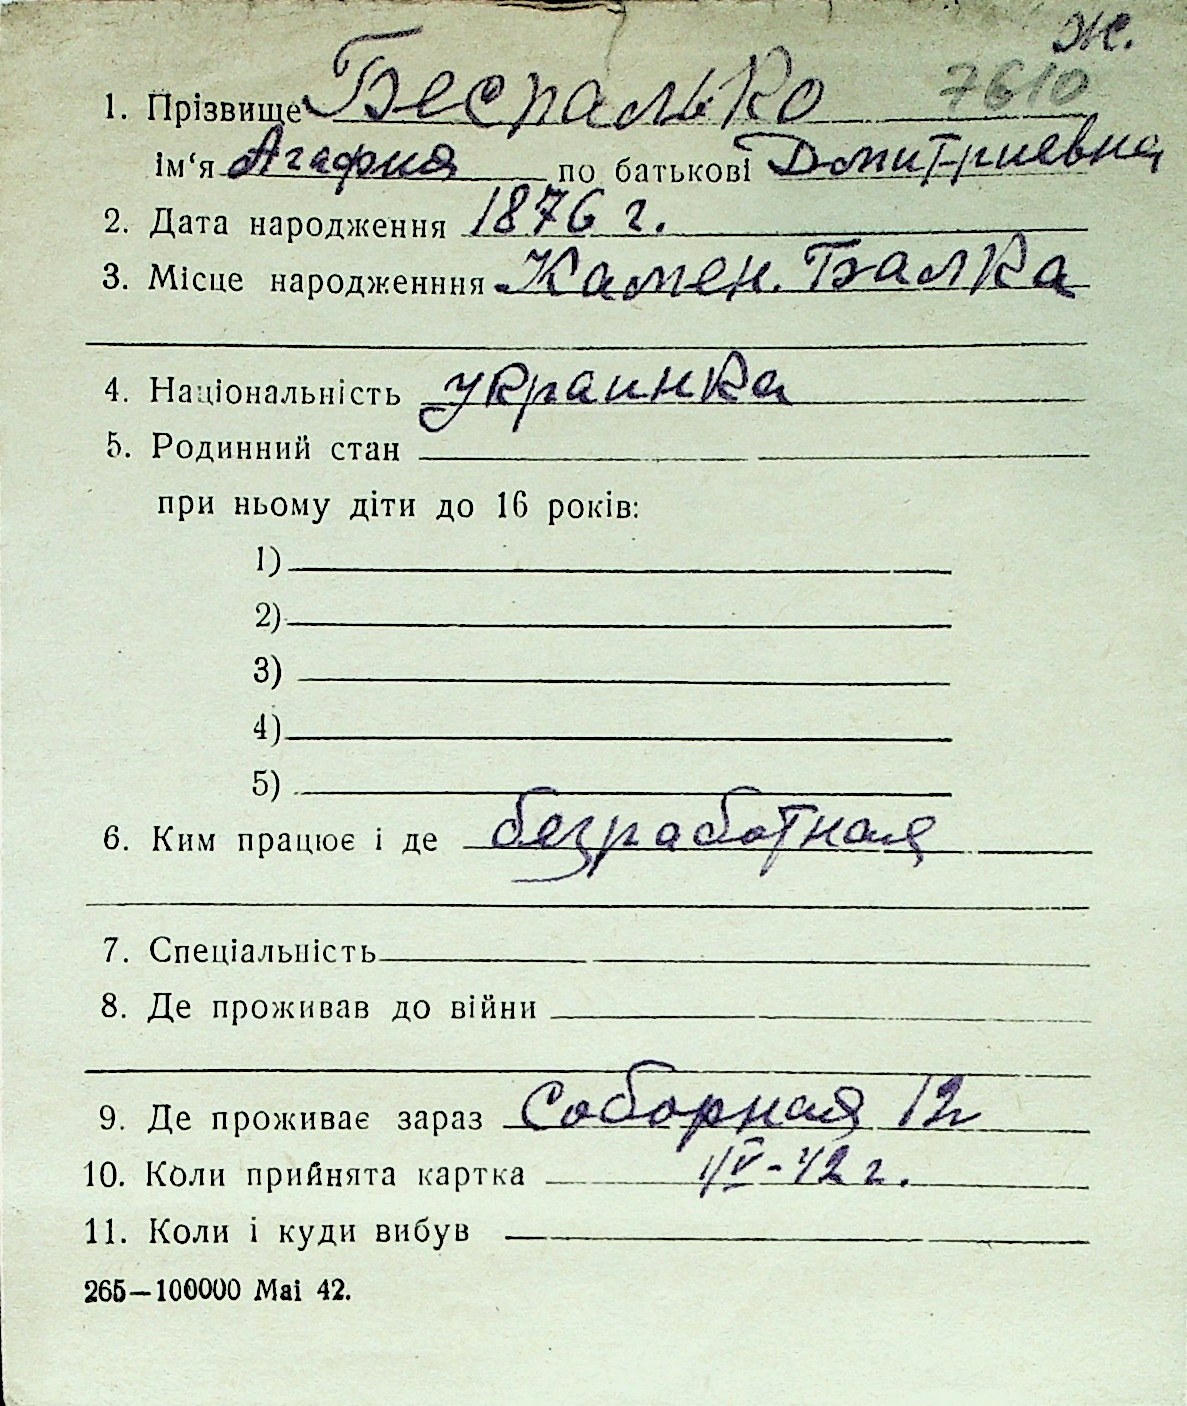 ж.
7610
1. Прізвище Беспалько
ім‘я Агафия по батькові Дмитриевна
2. Дата народження 1876 г.
3. Місце народженння Камен. Балка
4. Національність украинка
5. Родинний стан
при ньому діти до 16 років:
1)
2)
3)
4)
5)
6. Ким працює і де безработная
7. Спеціальність
8. Де проживав до війни
9. Де проживає зараз Соборная 12
10. Коли прийнята картка 1/V-42 г.
11. Коли і куди вибув
265—100000 Mai 42.